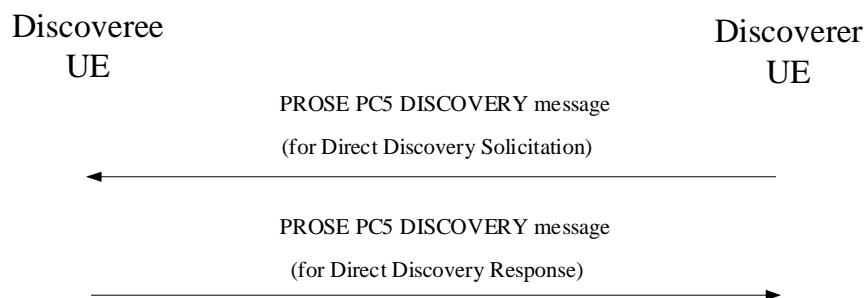 Discoveree
UE
Discoverer
UE
PROSE PC5 DISCOVERY message
(for Direct Discovery Solicitation)
PROSE PC5 DISCOVERY message
(for Direct Discovery Response)